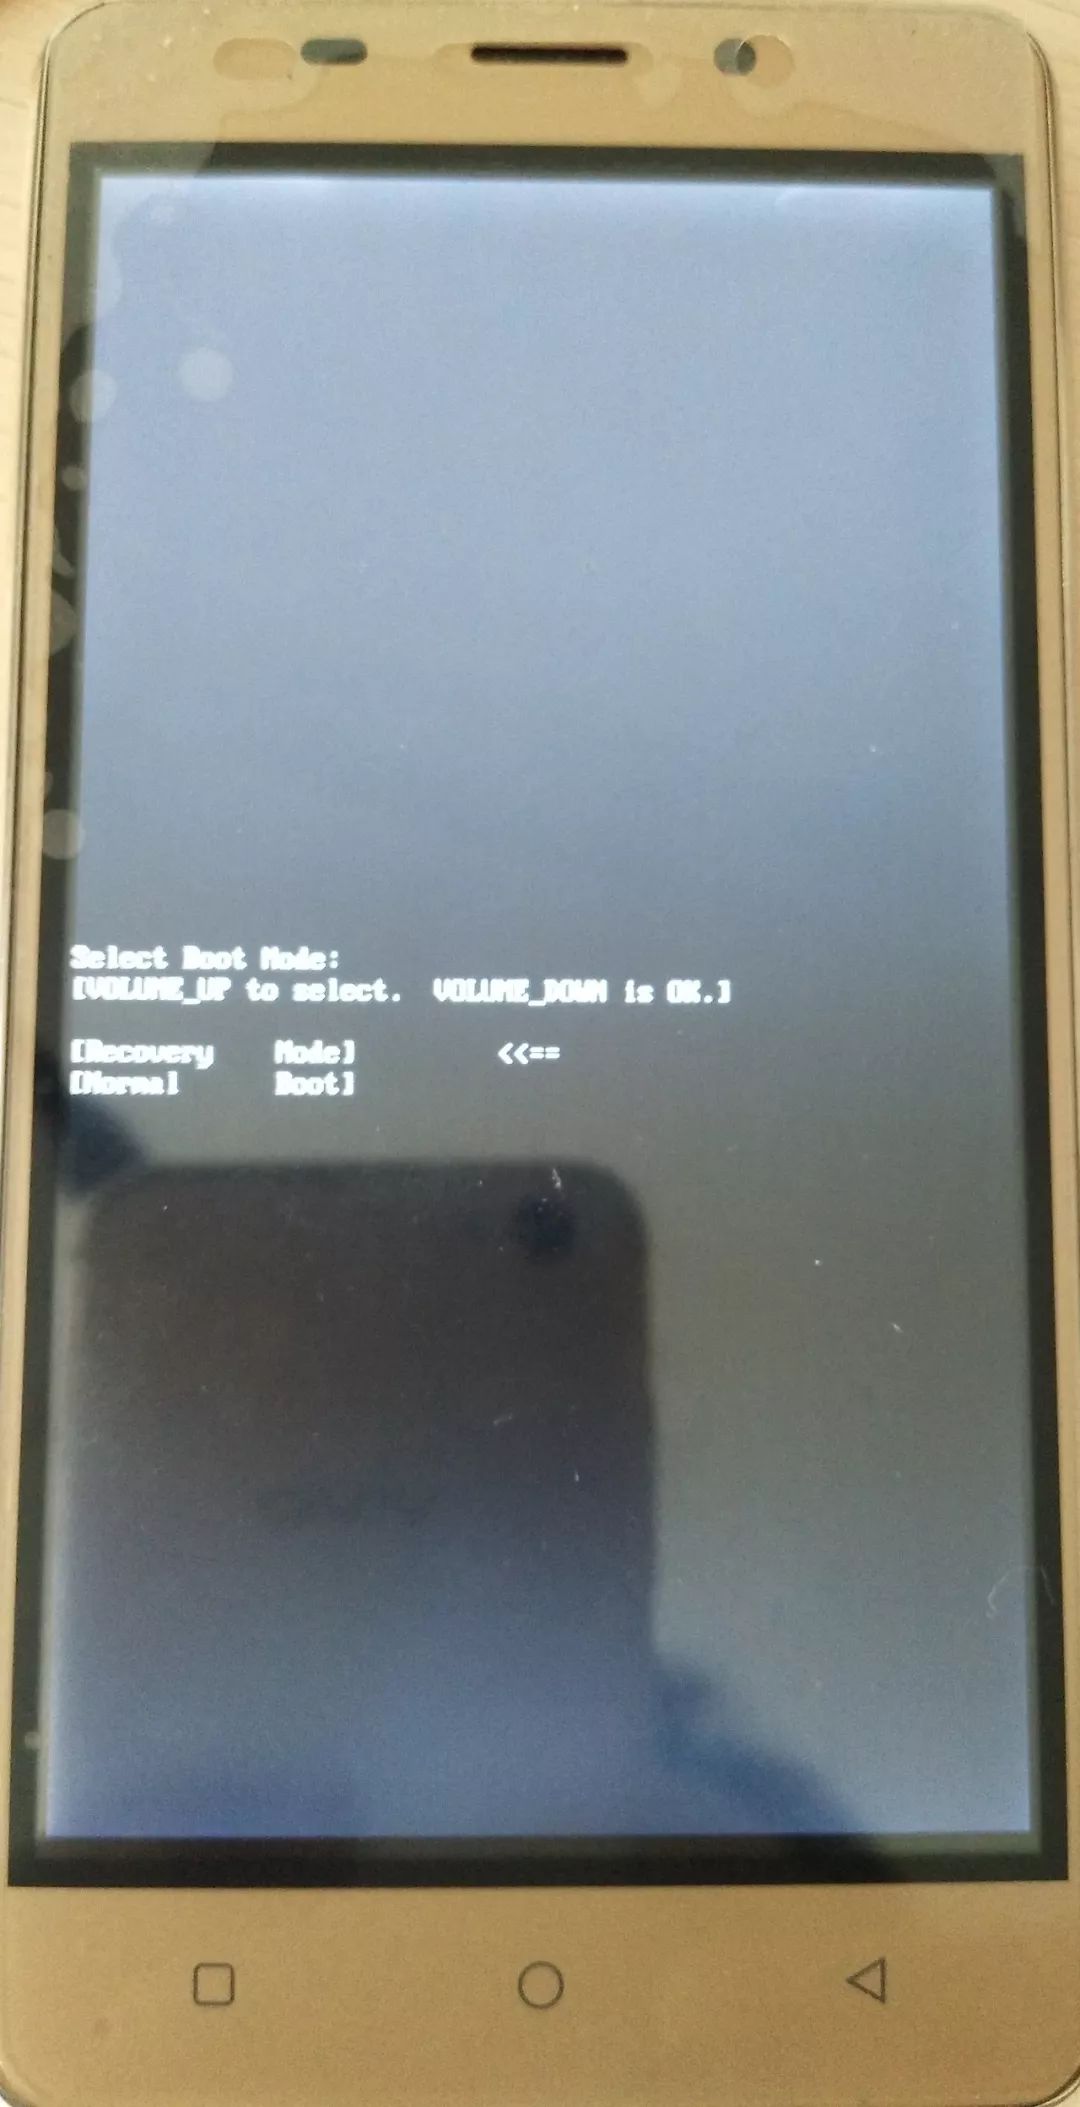 Select Boot Mode:
[VOLUME_UP to select.  VOLUME_DOWN is OK.]
[Recovery    Mode]         <<==
[Normal      Boot]